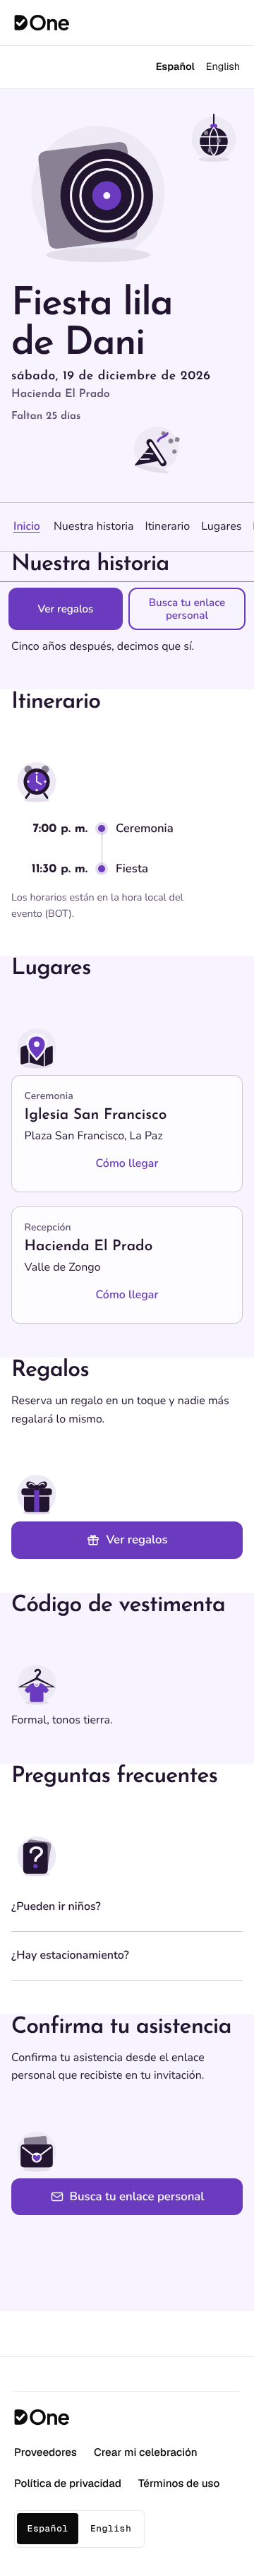 One
Español English
Fiesta lila
de Dani
sábado, 19 de diciembre de 2026
Hacienda El Prado
Faltan 25 días
Inicio Nuestra historia Itinerario Lugares
Nuestra historia
Ver regalos
Busca tu enlace
personal
Cinco años después, decimos que sí.
Itinerario
7:00 p. m. Ceremonia
11:30 p. m. Fiesta
Los horarios están en la hora local del
evento (BOT).
Lugares
Ceremonia
Iglesia San Francisco
Plaza San Francisco, La Paz
Cómo llegar
Recepción
Hacienda El Prado
Valle de Zongo
Cómo llegar
Regalos
Reserva un regalo en un toque y nadie más
regalará lo mismo.
Ver regalos
Código de vestimenta
Formal, tonos tierra.
Preguntas frecuentes
¿Pueden ir niños?
¿Hay estacionamiento?
Confirma tu asistencia
Confirma tu asistencia desde el enlace
personal que recibiste en tu invitación.
Busca tu enlace personal
One
Proveedores Crear mi celebración
Política de privacidad Términos de uso
Español English